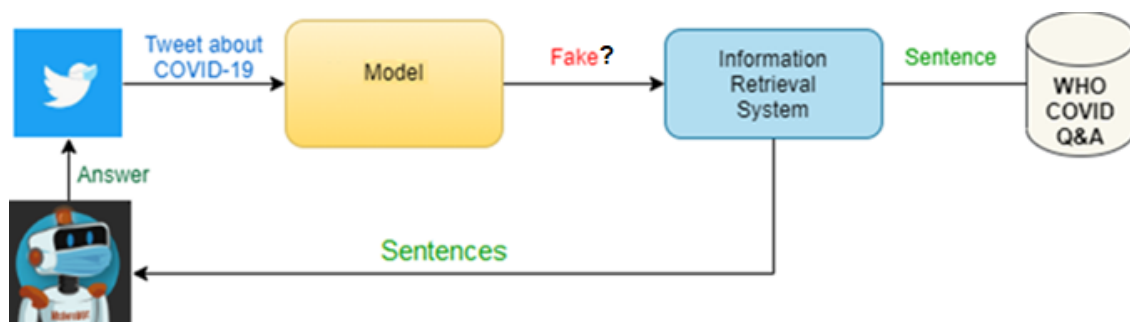 Tweet about
COVID-19
Model
Fake?
Information
Retrieval
System
Sentence
WHO
COVID
Q&A
Answer
Sentences